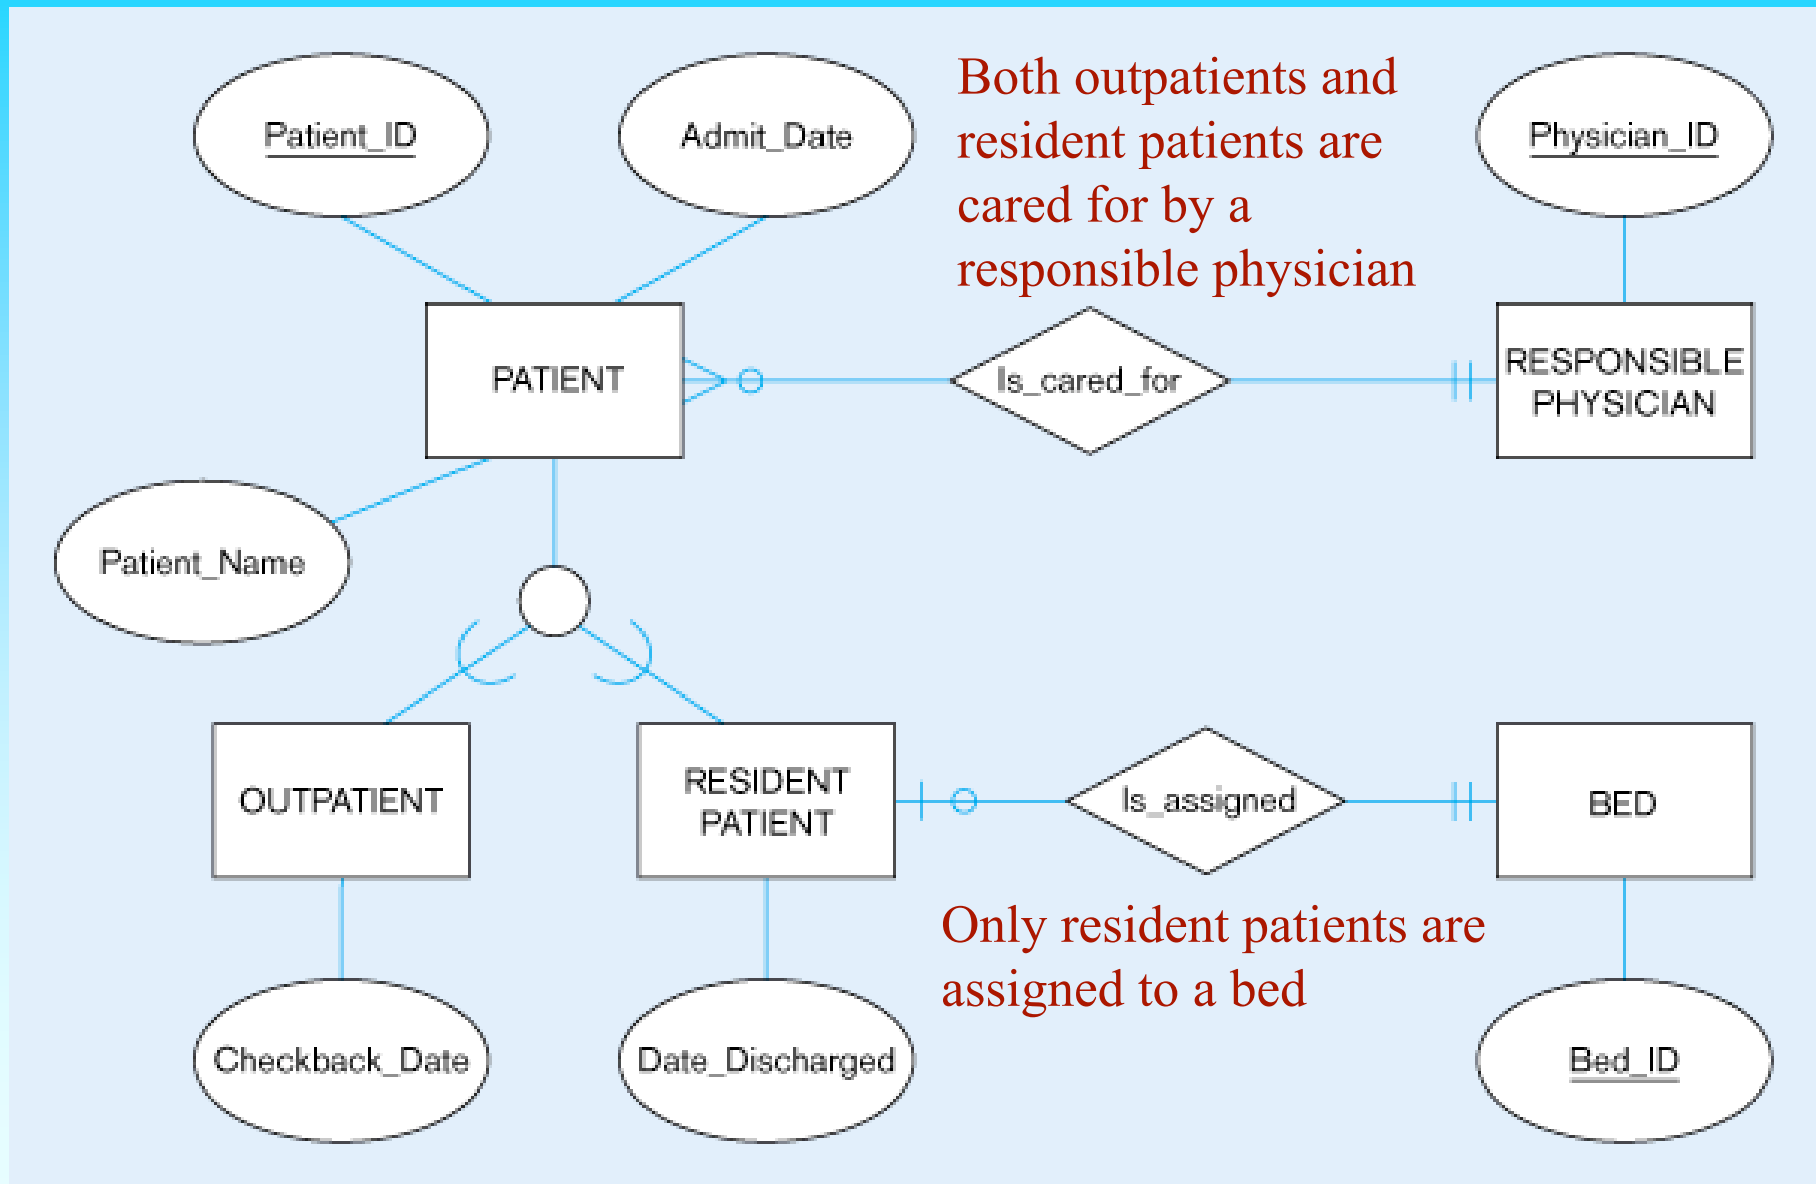 Patient_ID
Admit_Date
Both outpatients and
resident patients are
cared for by a
responsible physician
Physician_ID
PATIENT
Is_cared_for
RESPONSIBLE
PHYSICIAN
Patient_Name
OUTPATIENT
RESIDENT
PATIENT
Is_assigned
BED
Only resident patients are
assigned to a bed
Checkback_Date
Date_Discharged
Bed_ID